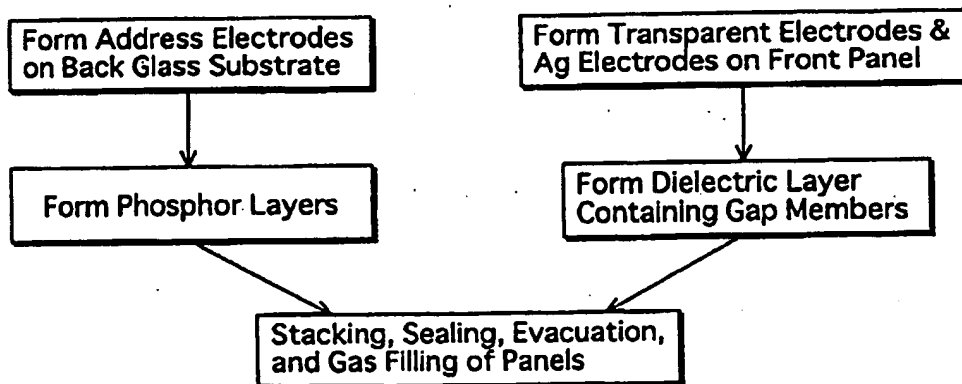 Form Address Electrodes
on Back Glass Substrate
Form Transparent Electrodes &
Ag Electrodes on Front Panel
Form Phosphor Layers
Form Dielectric Layer
Containing Gap Members
Stacking, Sealing, Evacuation,
and Gas Filling of Panels